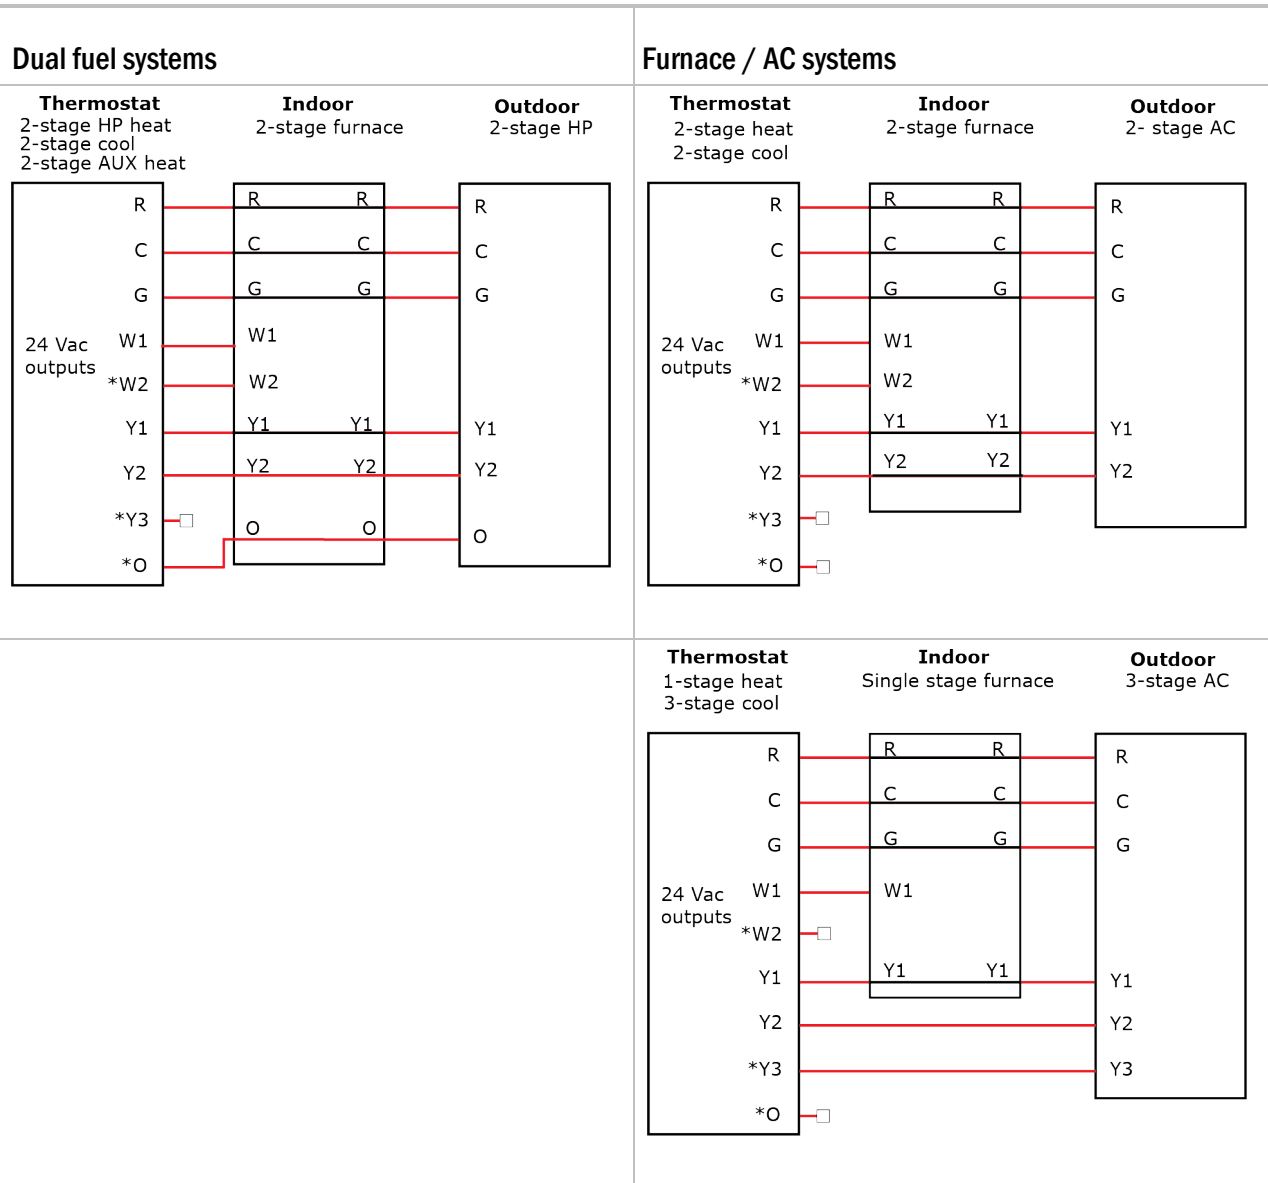 Dual fuel systems
Thermostat
2-stage HP heat
2-stage cool
2-stage AUX heat
Indoor
2-stage furnace
Outdoor
2-stage HP
R R R R
C C C C
G G G G
24 Vac
outputs
W1 W1
*W2 W2
Y1 Y1 Y1 Y1
Y2 Y2 Y2 Y2
*Y3
*O O O O
Furnace / AC systems
Thermostat
2-stage heat
2-stage cool
Indoor
2-stage furnace
Outdoor
2- stage AC
R R R R
C C C C
G G G G
24 Vac
outputs
W1 W1
*W2 W2
Y1 Y1 Y1 Y1
Y2 Y2 Y2 Y2
*Y3
*O
Thermostat
1-stage heat
3-stage cool
Indoor
Single stage furnace
Outdoor
3-stage AC
R R R R
C C C C
G G G G
24 Vac
outputs
W1 W1
*W2
Y1 Y1 Y1 Y1
Y2 Y2
*Y3 Y3
*O